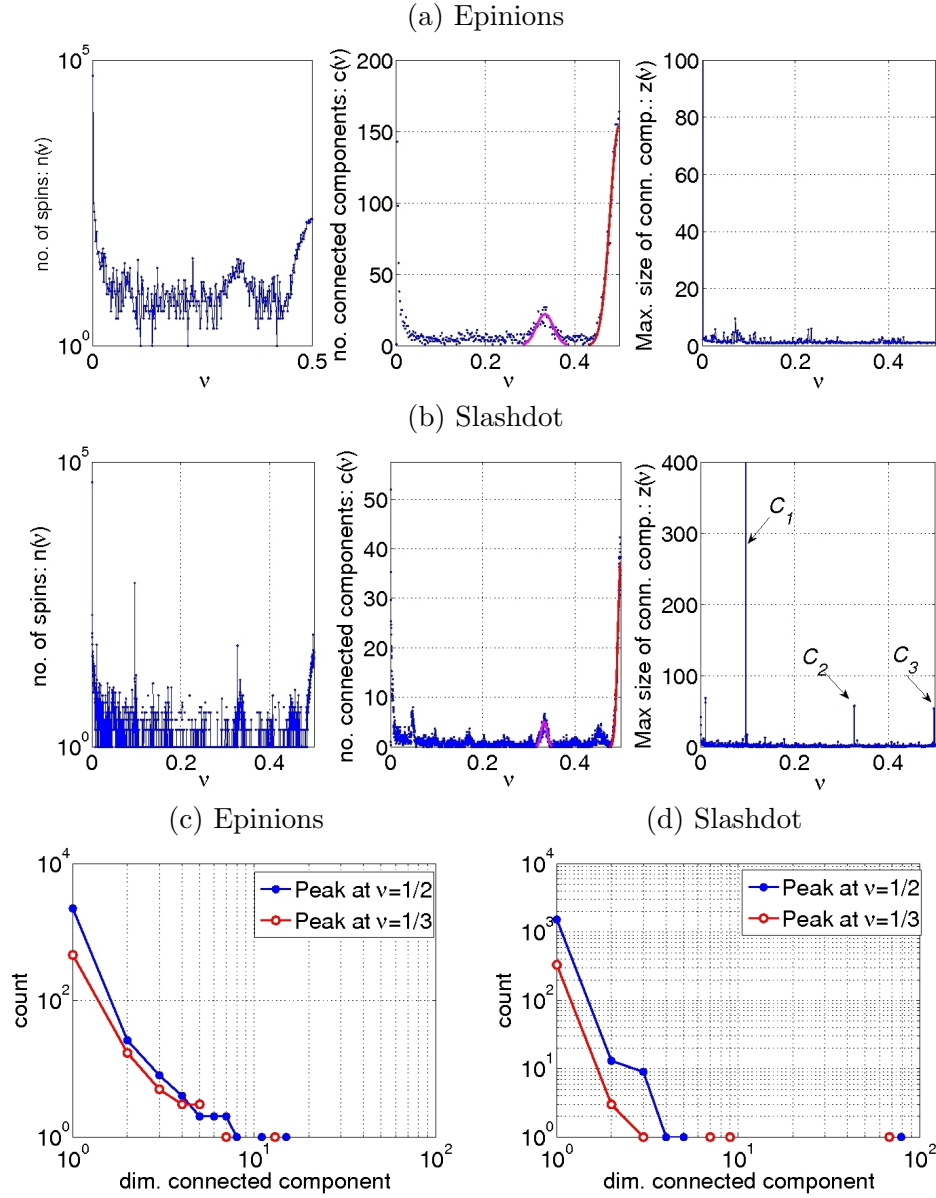 (a) Epinions
no. of spins: n(ν)
10^5
10^0
0
0.5
ν
no. connected components: c(ν)
200
150
100
50
0
0
0.2
0.4
ν
Max. size of conn. comp.: z(ν)
100
80
60
40
20
0
0
0.2
0.4
ν
(b) Slashdot
no. of spins: n(ν)
10^5
10^0
0
0.2
0.4
ν
no. connected components: c(ν)
50
40
30
20
10
0
0
0.2
0.4
ν
Max size of conn. comp.: z(ν)
400
300
200
100
0
0
0.2
0.4
ν
C_1
C_2
C_3
(c) Epinions
count
10^4
10^2
10^0
10^0
10^1
10^2
dim. connected component
Peak at ν=1/2
Peak at ν=1/3
(d) Slashdot
count
10^4
10^3
10^2
10^1
10^0
10^0
10^1
10^2
dim. connected component
Peak at ν=1/2
Peak at ν=1/3